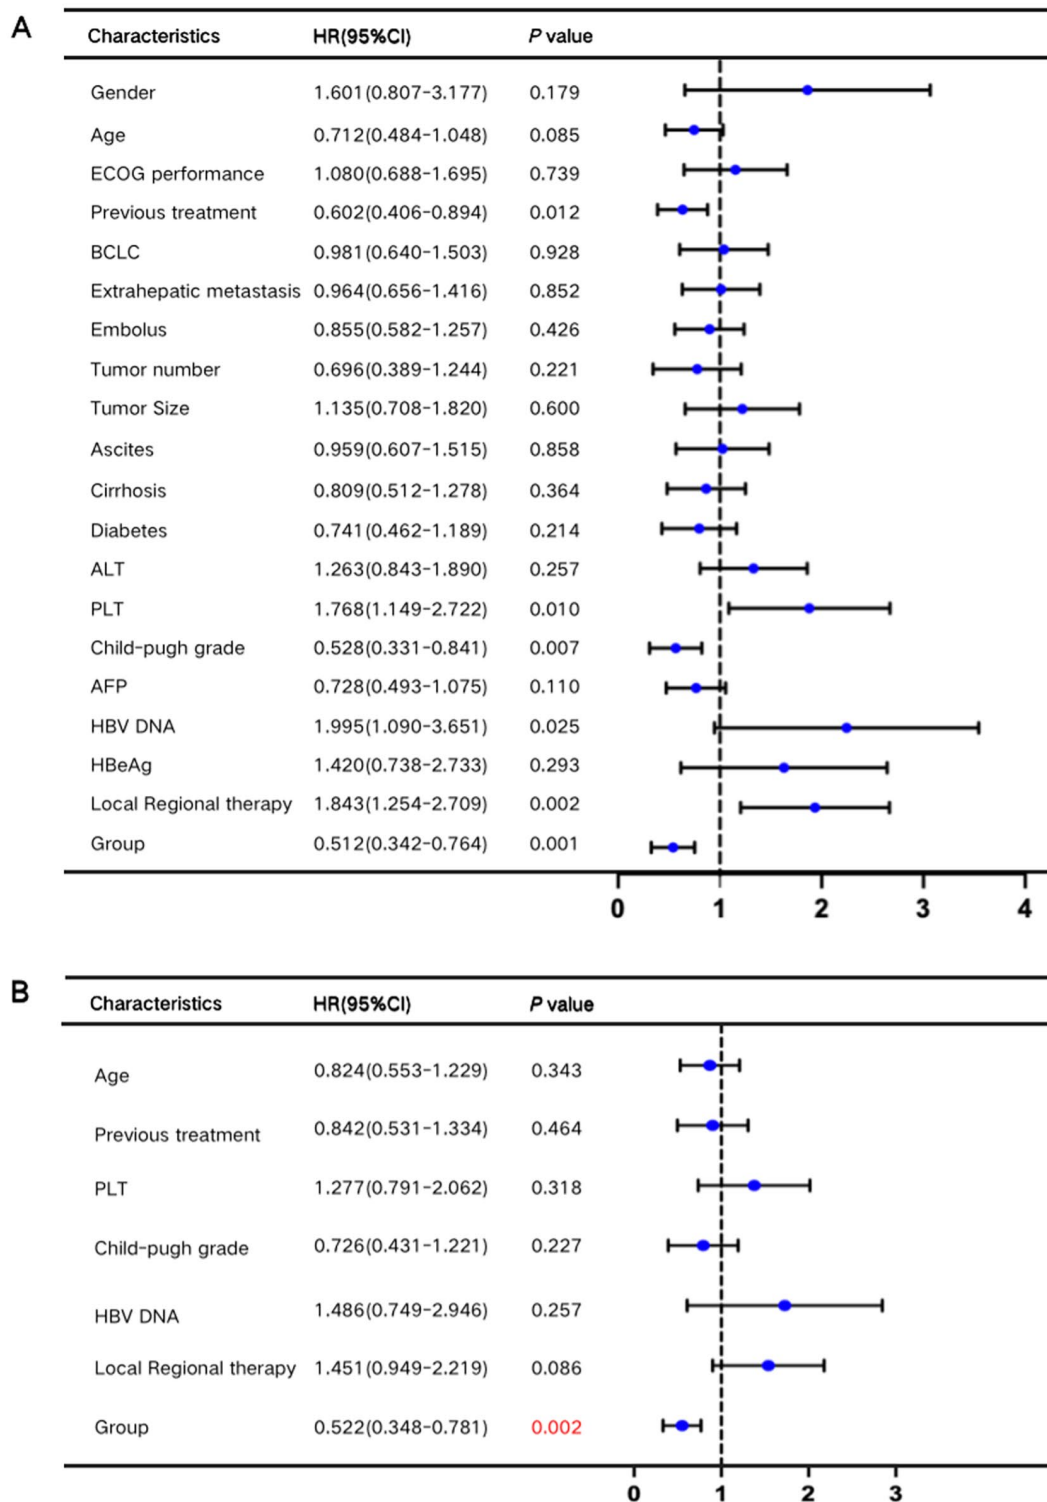 A
Characteristics HR(95%CI) P value
Gender 1.601(0.807-3.177) 0.179
Age 0.712(0.484-1.048) 0.085
ECOG performance 1.080(0.688-1.695) 0.739
Previous treatment 0.602(0.406-0.894) 0.012
BCLC 0.981(0.640-1.503) 0.928
Extrahepatic metastasis 0.964(0.656-1.416) 0.852
Embolus 0.855(0.582-1.257) 0.426
Tumor number 0.696(0.389-1.244) 0.221
Tumor Size 1.135(0.708-1.820) 0.600
Ascites 0.959(0.607-1.515) 0.858
Cirrhosis 0.809(0.512-1.278) 0.364
Diabetes 0.741(0.462-1.189) 0.214
ALT 1.263(0.843-1.890) 0.257
PLT 1.768(1.149-2.722) 0.010
Child-pugh grade 0.528(0.331-0.841) 0.007
AFP 0.728(0.493-1.075) 0.110
HBV DNA 1.995(1.090-3.651) 0.025
HBeAg 1.420(0.738-2.733) 0.293
Local Regional therapy 1.843(1.254-2.709) 0.002
Group 0.512(0.342-0.764) 0.001
0 1 2 3 4
B
Characteristics HR(95%CI) P value
Age 0.824(0.553-1.229) 0.343
Previous treatment 0.842(0.531-1.334) 0.464
PLT 1.277(0.791-2.062) 0.318
Child-pugh grade 0.726(0.431-1.221) 0.227
HBV DNA 1.486(0.749-2.946) 0.257
Local Regional therapy 1.451(0.949-2.219) 0.086
Group 0.522(0.348-0.781) 0.002
0 1 2 3